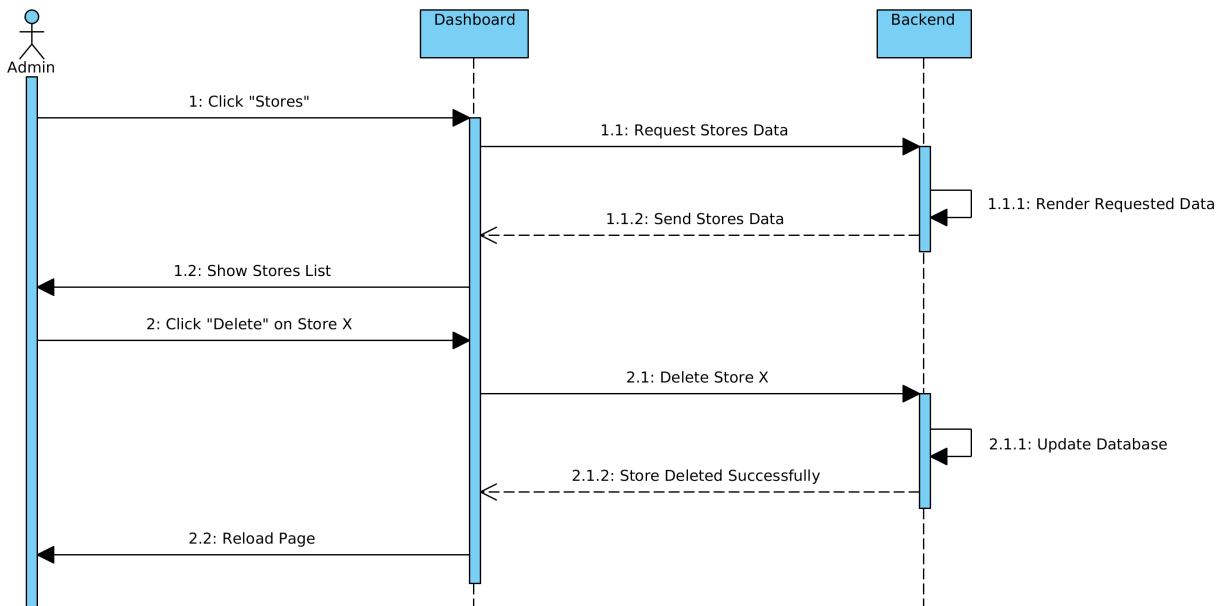 Dashboard
Backend
Admin
1: Click "Stores"
1.1: Request Stores Data
1.1.1: Render Requested Data
1.1.2: Send Stores Data
1.2: Show Stores List
2: Click "Delete" on Store X
2.1: Delete Store X
2.1.1: Update Database
2.1.2: Store Deleted Successfully
2.2: Reload Page